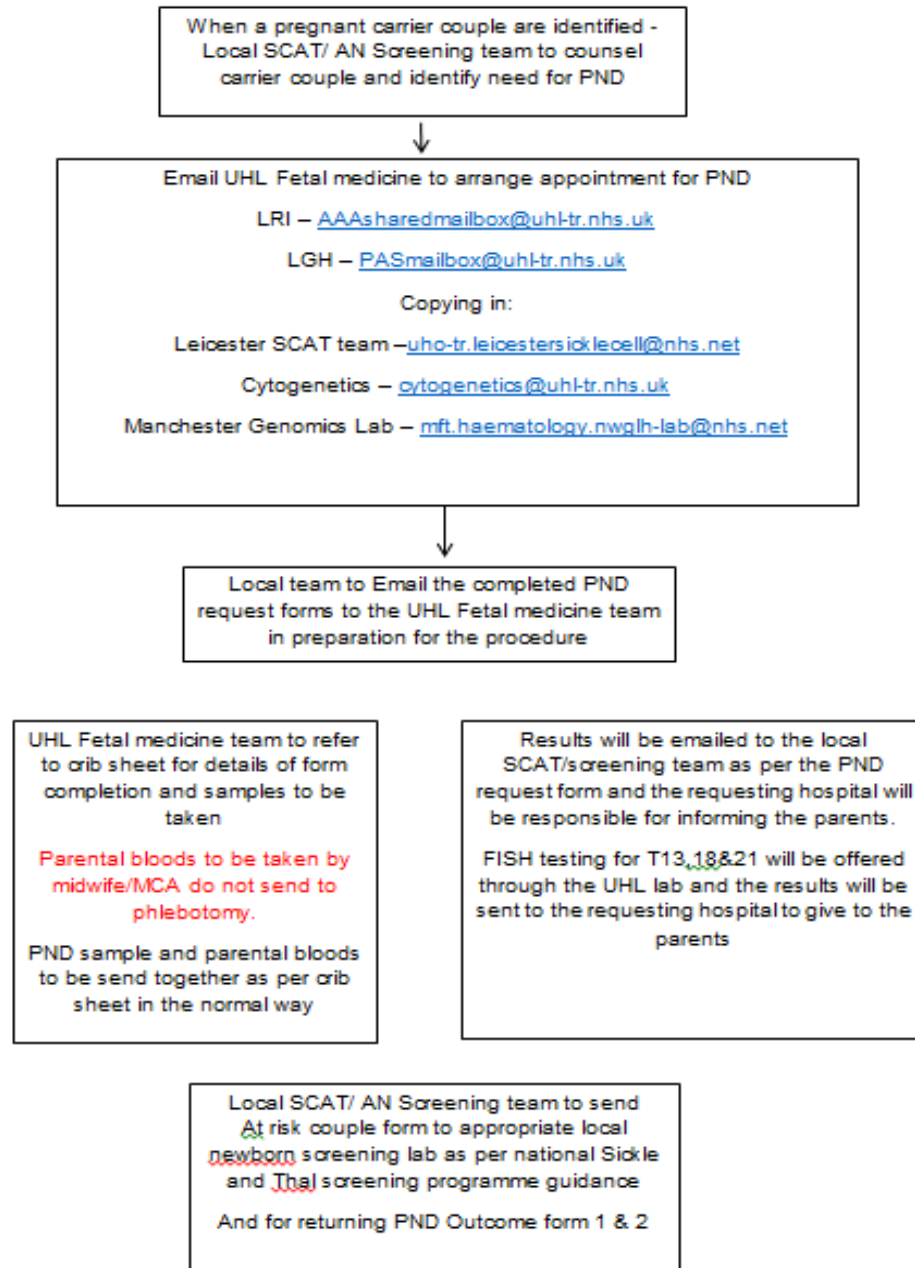 When a pregnant carrier couple are identified -
Local SCAT/ AN Screening team to counsel
carrier couple and identify need for PND
Email UHL Fetal medicine to arrange appointment for PND
LRI – AAAsharedmailbox@uhl-tr.nhs.uk
LGH – PASmailbox@uhl-tr.nhs.uk
Copying in:
Leicester SCAT team –uho-tr.leicestersicklecell@nhs.net
Cytogenetics – cytogenetics@uhl-tr.nhs.uk
Manchester Genomics Lab – mft.haematology.nwglh-lab@nhs.net
Local team to Email the completed PND
request forms to the UHL Fetal medicine team
in preparation for the procedure
UHL Fetal medicine team to refer
to crib sheet for details of form
completion and samples to be
taken
Parental bloods to be taken by
midwife/MCA do not send to
phlebotomy.
PND sample and parental bloods
to be send together as per crib
sheet in the normal way
Results will be emailed to the local
SCAT/screening team as per the PND
request form and the requesting hospital will
be responsible for informing the parents.
FISH testing for T13,18&21 will be offered
through the UHL lab and the results will be
sent to the requesting hospital to give to the
parents
Local SCAT/ AN Screening team to send
At risk couple form to appropriate local
newborn screening lab as per national Sickle
and Thal screening programme guidance
And for returning PND Outcome form 1 & 2